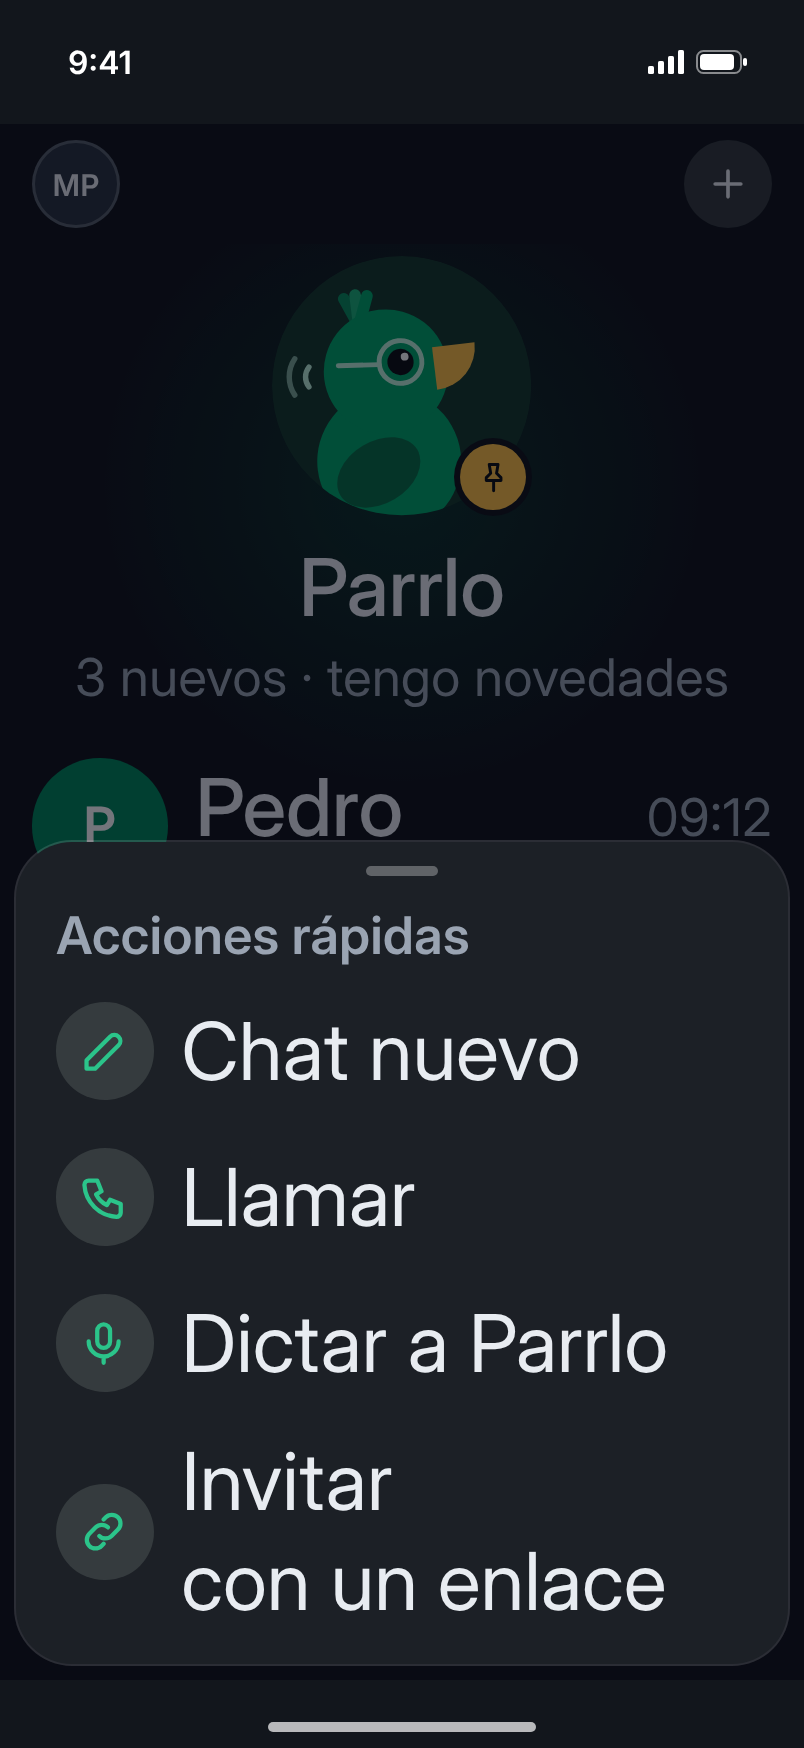 9:41
MP
Parrlo
3 nuevos · tengo novedades
P
Pedro
09:12
Acciones rápidas
Chat nuevo
Llamar
Dictar a Parrlo
Invitar
con un enlace